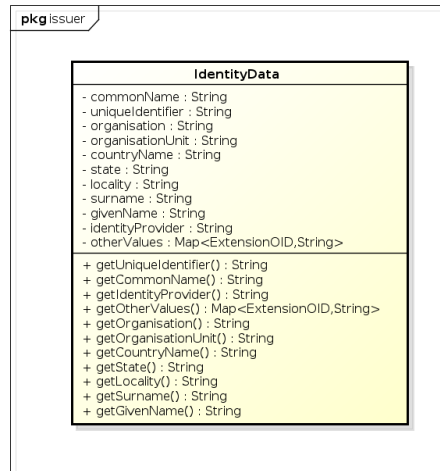 pkg issuer
IdentityData
- commonName : String
- uniqueIdentifier : String
- organisation : String
- organisationUnit : String
- countryName : String
- state : String
- locality : String
- surname : String
- givenName : String
- identityProvider : String
- otherValues : Map<ExtensionOID,String>
+ getUniqueIdentifier() : String
+ getCommonName() : String
+ getIdentityProvider() : String
+ getOtherValues() : Map<ExtensionOID,String>
+ getOrganisation() : String
+ getOrganisationUnit() : String
+ getCountryName() : String
+ getState() : String
+ getLocality() : String
+ getSurname() : String
+ getGivenName() : String